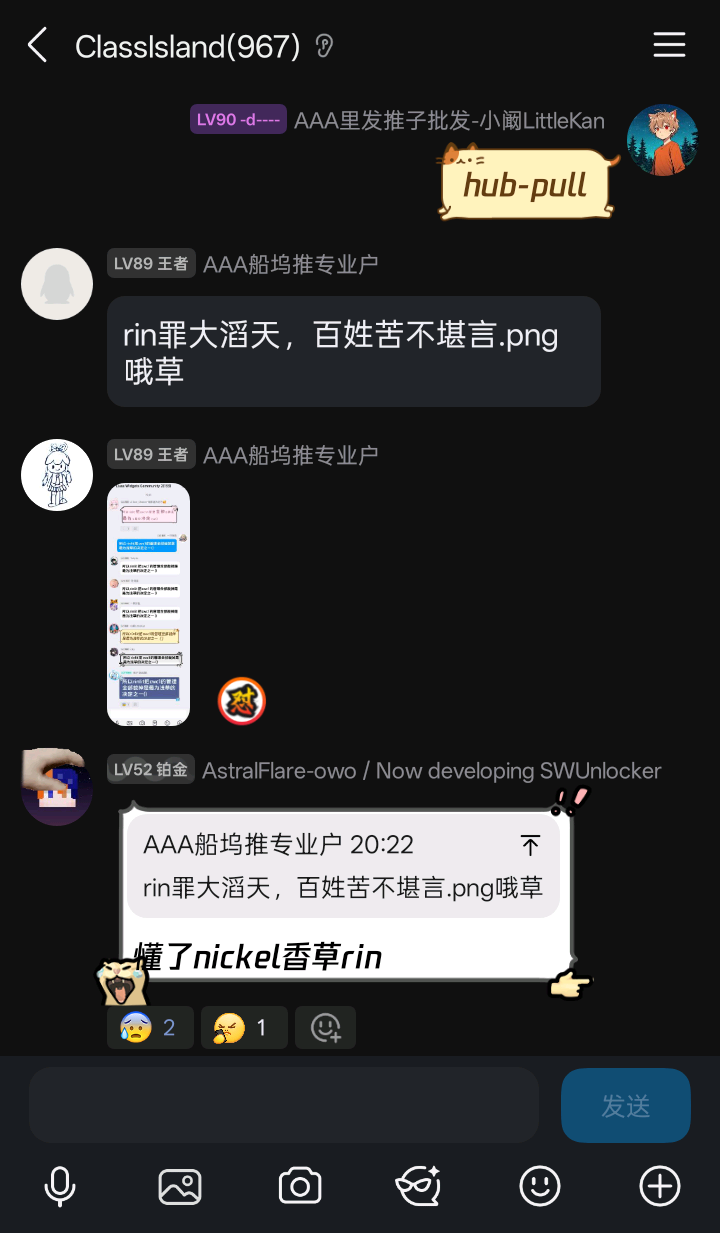 ClassIsland(967)
LV90 -d----
AAA里发推子批发-小阚LittleKan
hub-pull
LV89 王者
AAA船坞推专业户
rin罪大滔天，百姓苦不堪言.png
哦草
LV89 王者
AAA船坞推专业户
怼
LV52 铂金
AstralFlare-owo / Now developing SWUnlocker
AAA船坞推专业户 20:22
rin罪大滔天，百姓苦不堪言.png哦草
懂了nickel香草rin
2
1
发送